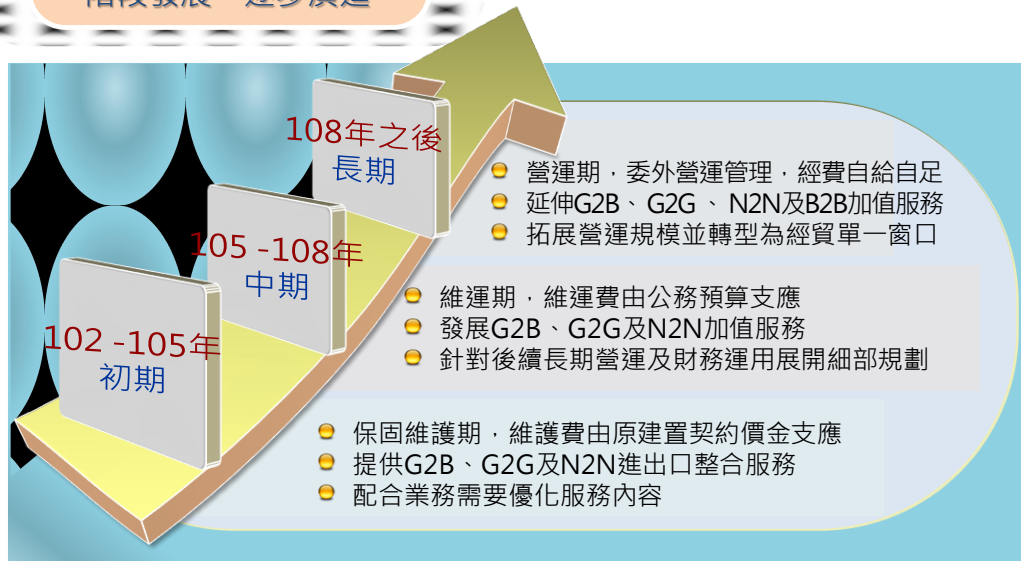 階段發展 逐步演進
108年之後
長期
營運期，委外營運管理，經費自給自足
延伸G2B、G2G、N2N及B2B加值服務
拓展營運規模並轉型為經貿單一窗口
105 -108年
中期
維運期，維運費由公務預算支應
發展G2B、G2G及N2N加值服務
針對後續長期營運及財務運用展開細部規劃
102 -105年
初期
保固維護期，維護費由原建置契約價金支應
提供G2B、G2G及N2N進出口整合服務
配合業務需要優化服務內容